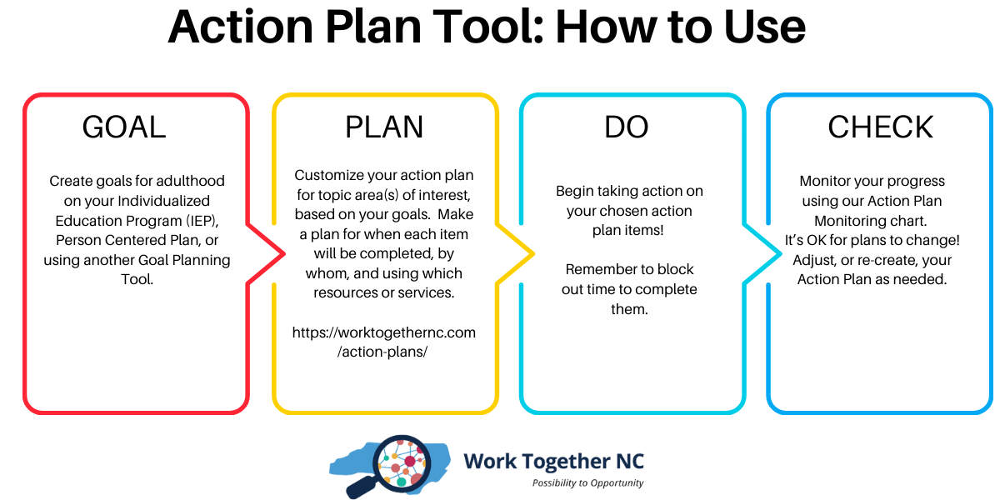 Action Plan Tool: How to Use
GOAL
Create goals for adulthood
on your Individualized
Education Program (IEP),
Person Centered Plan, or
using another Goal Planning
Tool.
PLAN
Customize your action plan
for topic area(s) of interest,
based on your goals.  Make
a plan for when each item
will be completed, by
whom, and using which
resources or services.
https://worktogethernc.com
/action-plans/
DO
Begin taking action on
your chosen action
plan items!
Remember to block
out time to complete
them.
CHECK
Monitor your progress
using our Action Plan
Monitoring chart.
It’s OK for plans to change!
Adjust, or re-create, your
Action Plan as needed.
Work Together NC
Possibility to Opportunity